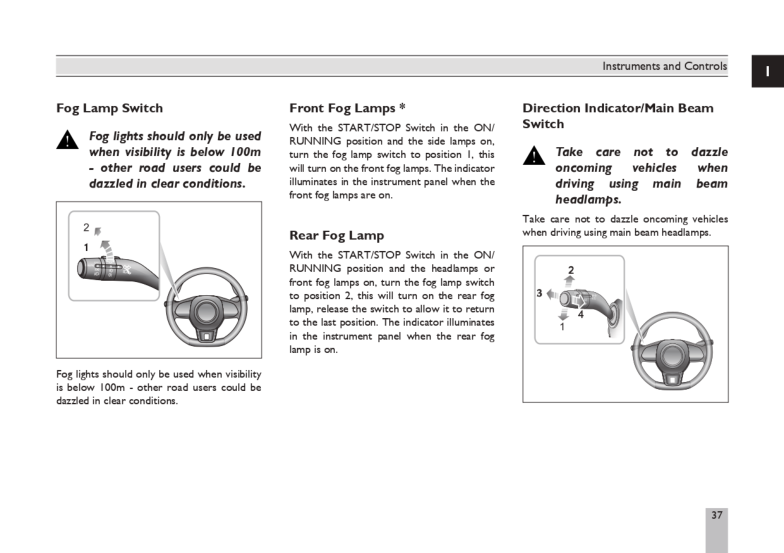 Instruments and Controls
1
Fog Lamp Switch
Fog lights should only be used
when visibility is below 100m
- other road users could be
dazzled in clear conditions.
2
1
Fog lights should only be used when visibility
is below 100m - other road users could be
dazzled in clear conditions.
Front Fog Lamps *
With the START/STOP Switch in the ON/
RUNNING position and the side lamps on,
turn the fog lamp switch to position 1, this
will turn on the front fog lamps. The indicator
illuminates in the instrument panel when the
front fog lamps are on.
Rear Fog Lamp
With the START/STOP Switch in the ON/
RUNNING position and the headlamps or
front fog lamps on, turn the fog lamp switch
to position 2, this will turn on the rear fog
lamp, release the switch to allow it to return
to the last position. The indicator illuminates
in the instrument panel when the rear fog
lamp is on.
Direction Indicator/Main Beam
Switch
Take care not to dazzle
oncoming vehicles when
driving using main beam
headlamps.
Take care not to dazzle oncoming vehicles
when driving using main beam headlamps.
2
3
4
1
37